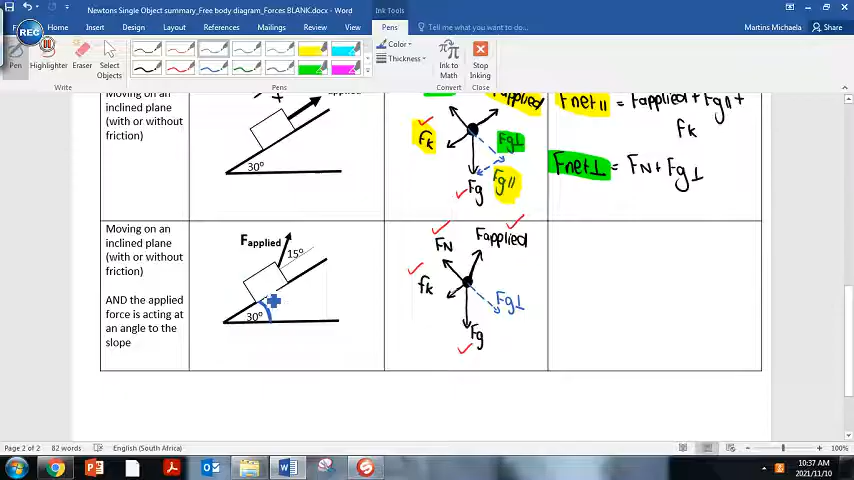 Newtons Single Object summary_Free body diagram_Forces BLANK.docx - Word
Ink Tools
REC
Home
Insert
Draw
Design
Layout
References
Mailings
Review
View
Pens
Tell me what you want to do...
Martins Michaela
Share
Pen
Highlighter
Eraser
Select
Objects
Color
Thickness
Ink to
Math
Stop
Inking
Write
Pens
Convert
Close
Moving on an
inclined plane
(with or without
friction)
30°
Fapplied
fk
Fg⊥
Fg
Fg||
Fnet|| = Fapplied + Fg|| +
fk
Fnet⊥ = FN + Fg⊥
Moving on an
inclined plane
(with or without
friction)
AND the applied
force is acting at
an angle to the
slope
Fapplied
15°
30°
FN
Fapplied
fk
Fg⊥
Fg
Page 2 of 2
82 words
English (South Africa)
100%
10:37 AM
2021/11/10